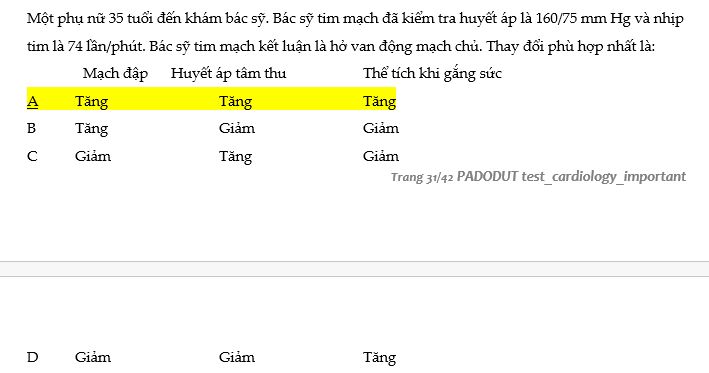 Một phụ nữ 35 tuổi đến khám bác sỹ. Bác sỹ tim mạch đã kiểm tra huyết áp là 160/75 mm Hg và nhịp
tim là 74 lần/phút. Bác sỹ tim mạch kết luận là hở van động mạch chủ. Thay đổi phù hợp nhất là:
Mạch đập Huyết áp tâm thu Thể tích khi gắng sức
A Tăng Tăng Tăng
B Tăng Giảm Giảm
C Giảm Tăng Giảm
Trang 31/42 PADODUT test_cardiology_important
D Giảm Giảm Tăng